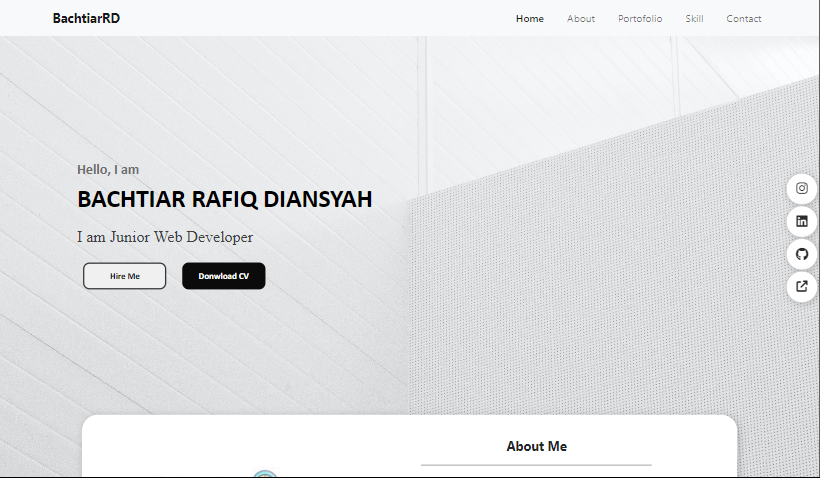 BachtiarRD
Home About Portofolio Skill Contact
Hello, I am
BACHTIAR RAFIQ DIANSYAH
I am Junior Web Developer
Hire Me
Donwload CV
About Me